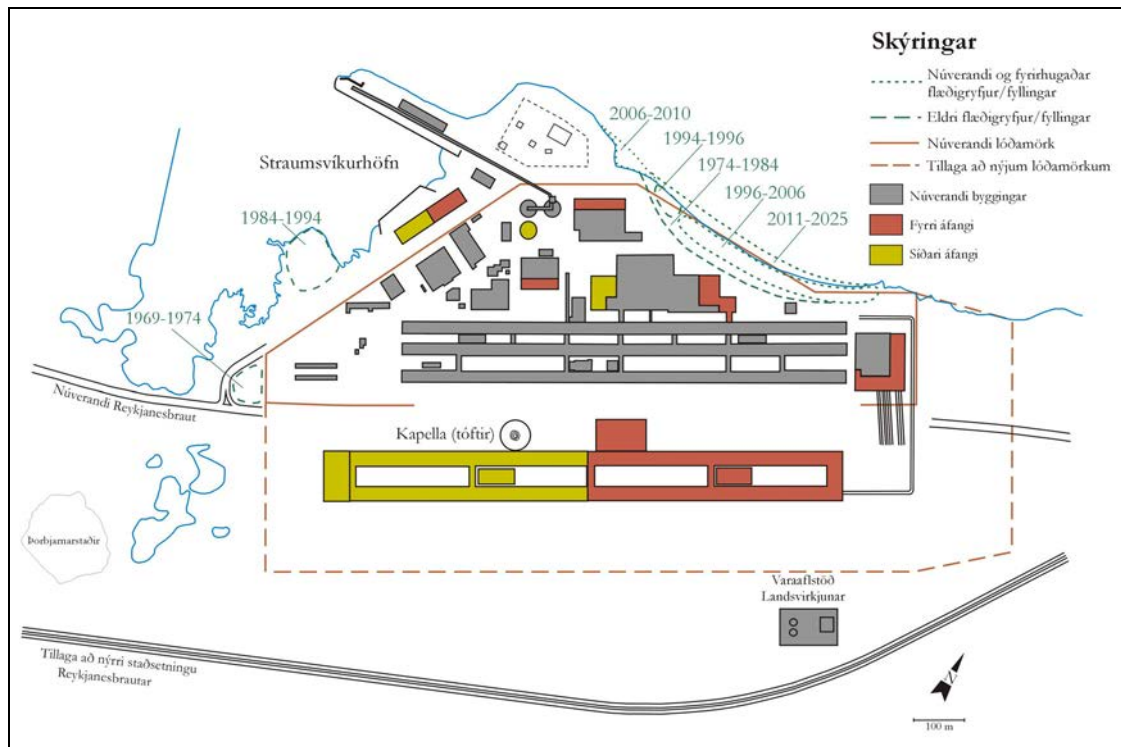 Skýringar
Núverandi og fyrirhugaðar
flæðigryfjur/fyllingar
Eldri flæðigryfjur/fyllingar
Núverandi lóðamörk
Tillaga að nýjum lóðamörkum
Núverandi byggingar
Fyrri áfangi
Síðari áfangi
2006-2010
1994-1996
1974-1984
1996-2006
2011-2025
Straumsvíkurhöfn
1984-1994
1969-1974
Núverandi Reykjanesbraut
Kapella (tóftir)
Þorbjarnarstaðir
Varaaflstöð
Landsvirkjunar
Tillaga að nýrri staðsetningu
Reykjanesbrautar
N
100 m